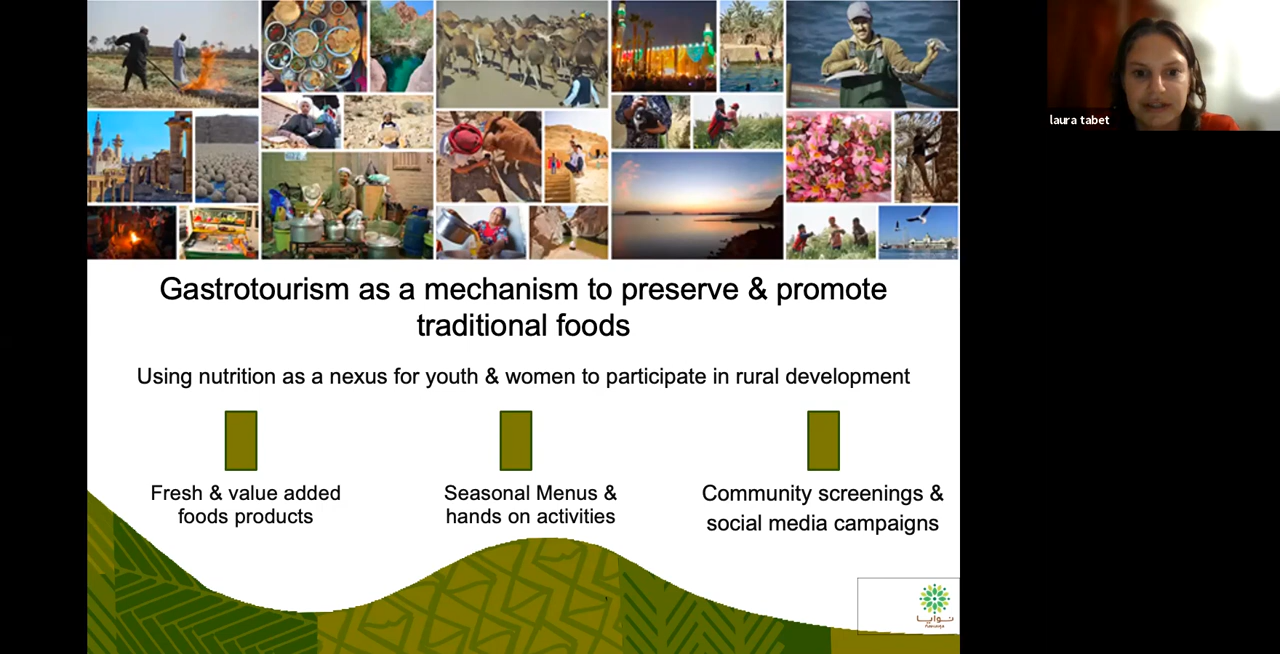 laura tabet
Gastrotourism as a mechanism to preserve & promote
traditional foods
Using nutrition as a nexus for youth & women to participate in rural development
Fresh & value added
foods products
Seasonal Menus &
hands on activities
Community screenings &
social media campaigns
نوايا